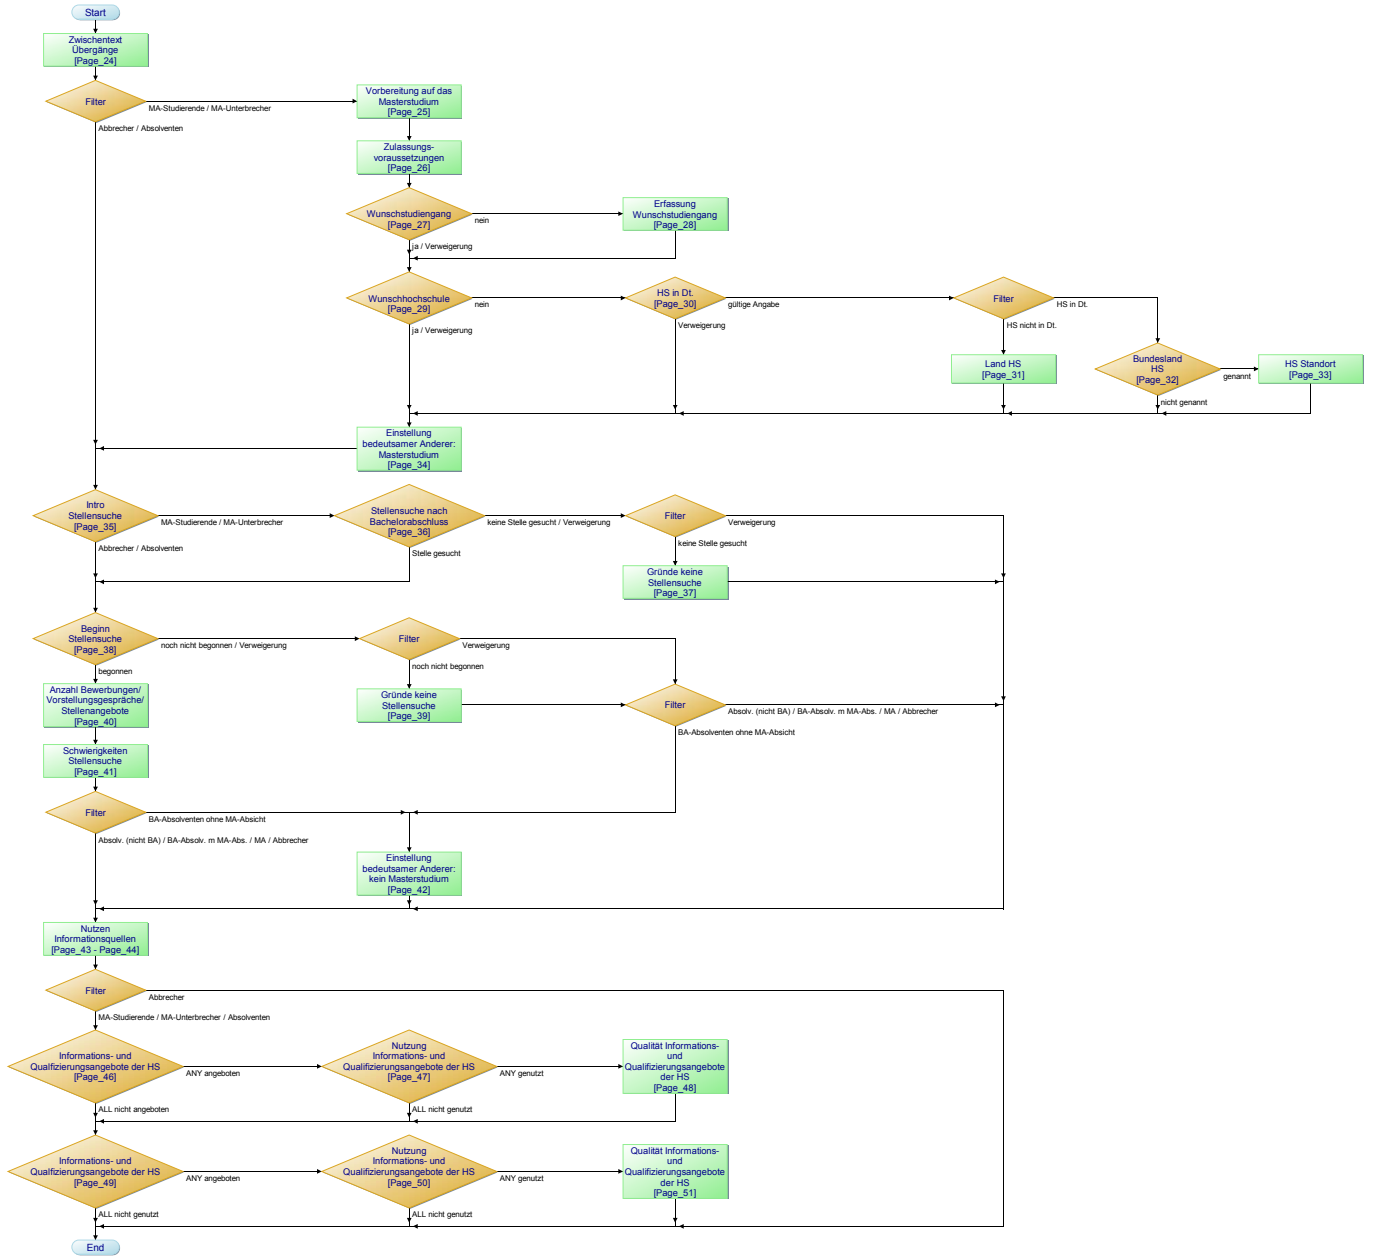 Start
Zwischentext
Übergänge
[Page_24]
Filter
MA-Studierende / MA-Unterbrecher
Abbrecher / Absolventen
Vorbereitung auf das
Masterstudium
[Page_25]
Zulassungs-
voraussetzungen
[Page_26]
Wunschstudiengang
[Page_27]
nein
ja / Verweigerung
Erfassung
Wunschstudiengang
[Page_28]
Wunschhochschule
[Page_29]
nein
ja / Verweigerung
HS in Dt.
[Page_30]
gültige Angabe
Verweigerung
Filter
HS in Dt.
HS nicht in Dt.
Land HS
[Page_31]
Bundesland
HS
[Page_32]
genannt
nicht genannt
HS Standort
[Page_33]
Einstellung
bedeutsamer Anderer:
Masterstudium
[Page_34]
Intro
Stellensuche
[Page_35]
MA-Studierende / MA-Unterbrecher
Abbrecher / Absolventen
Stellensuche nach
Bachelorabschluss
[Page_36]
keine Stelle gesucht / Verweigerung
Stelle gesucht
Filter
Verweigerung
keine Stelle gesucht
Gründe keine
Stellensuche
[Page_37]
Beginn
Stellensuche
[Page_38]
noch nicht begonnen / Verweigerung
begonnen
Filter
Verweigerung
noch nicht begonnen
Anzahl Bewerbungen/
Vorstellungsgespräche/
Stellenangebote
[Page_40]
Gründe keine
Stellensuche
[Page_39]
Filter
Absolv. (nicht BA) / BA-Absolv. m MA-Abs. / MA / Abbrecher
BA-Absolventen ohne MA-Absicht
Schwierigkeiten
Stellensuche
[Page_41]
Filter
BA-Absolventen ohne MA-Absicht
Absolv. (nicht BA) / BA-Absolv. m MA-Abs. / MA / Abbrecher
Einstellung
bedeutsamer Anderer:
kein Masterstudium
[Page_42]
Nutzen
Informationsquellen
[Page_43 - Page_44]
Filter
Abbrecher
MA-Studierende / MA-Unterbrecher / Absolventen
Informations- und
Qualfizierungsangebote der HS
[Page_46]
ANY angeboten
ALL nicht angeboten
Nutzung
Informations- und
Qualifizierungsangebote der HS
[Page_47]
ANY genutzt
ALL nicht genutzt
Qualität Informations-
und
Qualifizierungsangebote
der HS
[Page_48]
Informations- und
Qualfizierungsangebote der HS
[Page_49]
ANY angeboten
ALL nicht genutzt
Nutzung
Informations- und
Qualifizierungsangebote der HS
[Page_50]
ANY genutzt
ALL nicht genutzt
Qualität Informations-
und
Qualifizierungsangebote
der HS
[Page_51]
End